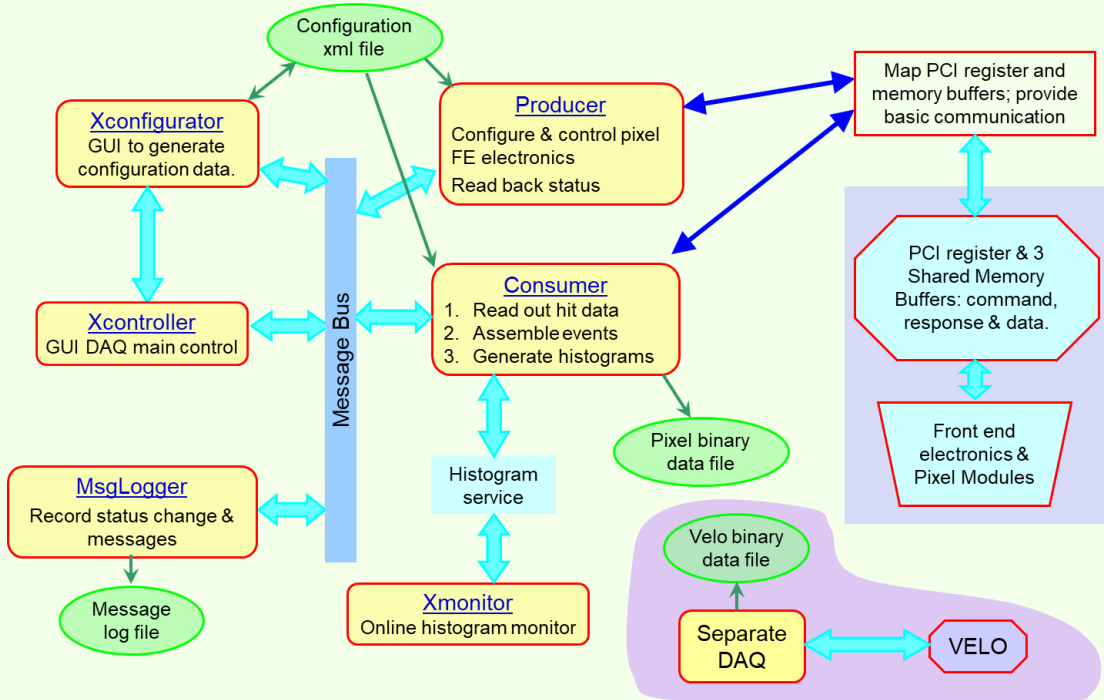 Configuration
xml file
Xconfigurator
GUI to generate
configuration data.
Producer
Configure & control pixel
FE electronics
Read back status
Map PCI register and
memory buffers; provide
basic communication
PCI register & 3
Shared Memory
Buffers: command,
response & data.
Xcontroller
GUI DAQ main control
Message Bus
Consumer
1. Read out hit data
2. Assemble events
3. Generate histograms
Pixel binary
data file
Front end
electronics &
Pixel Modules
MsgLogger
Record status change &
messages
Histogram
service
Message
log file
Xmonitor
Online histogram monitor
Velo binary
data file
Separate
DAQ
VELO